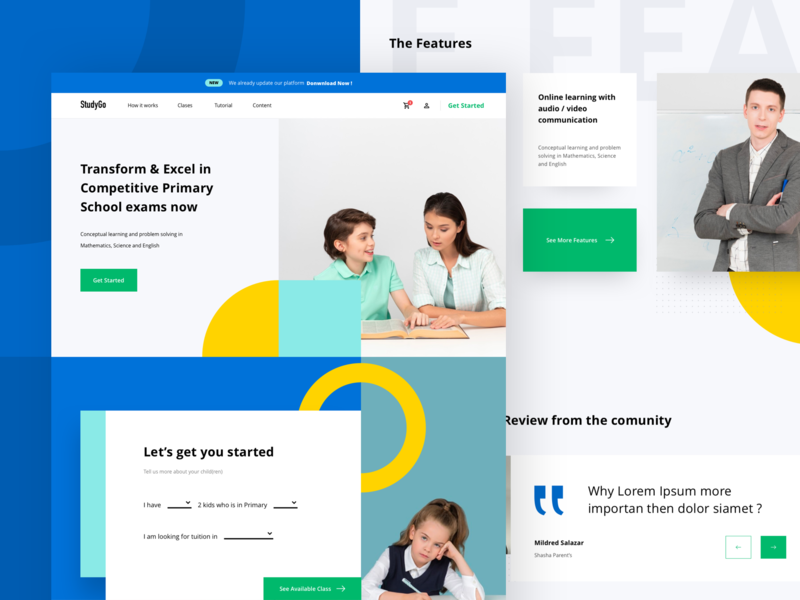 The Features
F FEA
NEW We already update our platform Donwnload Now !
StudyGo
How it works
Clases
Tutorial
Content
Get Started
Transform & Excel in
Competitive Primary
School exams now
Conceptual learning and problem solving in
Mathematics, Science and English
Get Started
Online learning with
audio / video
communication
Conceptual learning and problem
solving in Mathematics, Science
and English
See More Features
Let's get you started
Tell us more about your child(ren)
I have 2 kids who is in Primary
I am looking for tuition in
See Available Class
Review from the comunity
Why Lorem Ipsum more
importan then dolor siamet ?
Mildred Salazar
Shasha Parent's